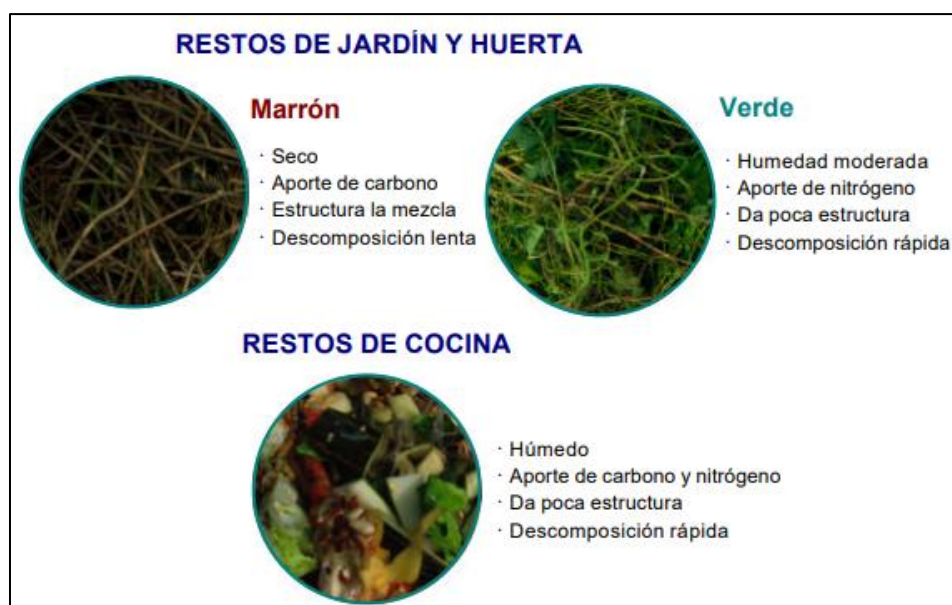 RESTOS DE JARDÍN Y HUERTA
Marrón
· Seco
· Aporte de carbono
· Estructura la mezcla
· Descomposición lenta
Verde
· Humedad moderada
· Aporte de nitrógeno
· Da poca estructura
· Descomposición rápida
RESTOS DE COCINA
· Húmedo
· Aporte de carbono y nitrógeno
· Da poca estructura
· Descomposición rápida